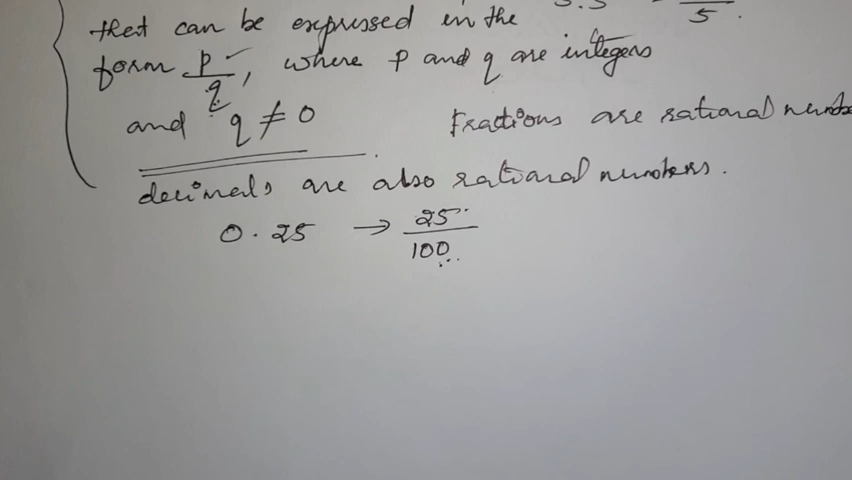 that can be expressed in the
5.
form p/q, where p and q are integers
and q ≠ 0
Fractions are rational
decimals are also rational numbers.
0.25 → 25/100